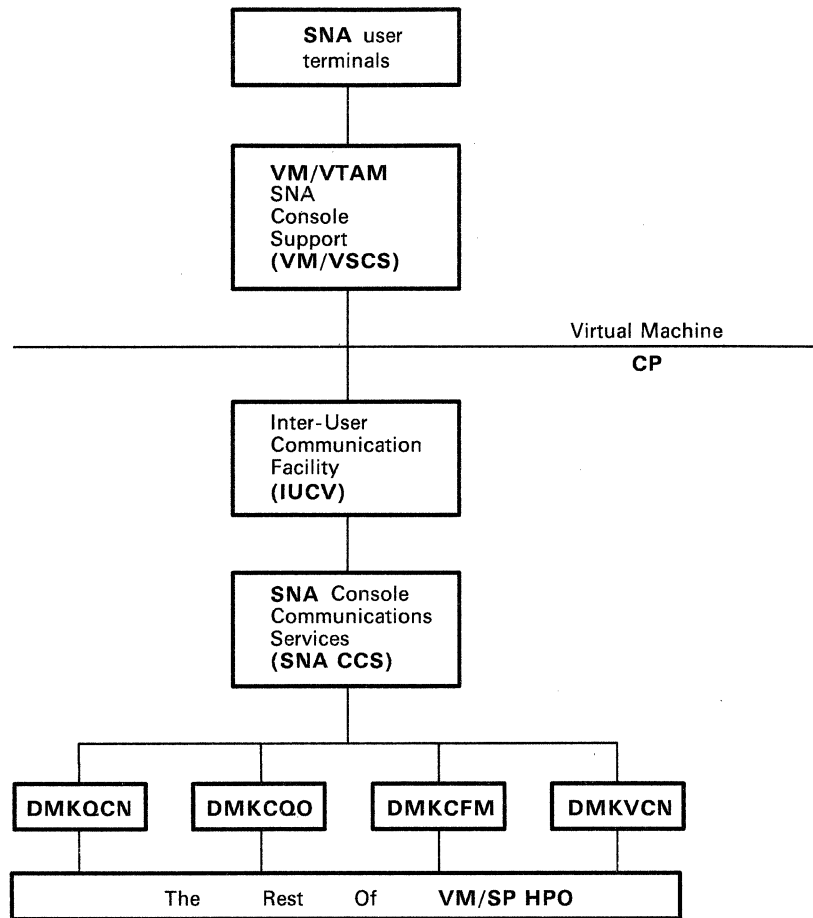 SNA user
terminals
VM/VTAM
SNA
Console
Support
(VM/VSCS)
Virtual Machine
CP
Inter-User
Communication
Facility
(IUCV)
SNA Console
Communications
Services
(SNA CCS)
DMKQCN
DMKCQO
DMKCFM
DMKVCN
The Rest Of VM/SP HPO